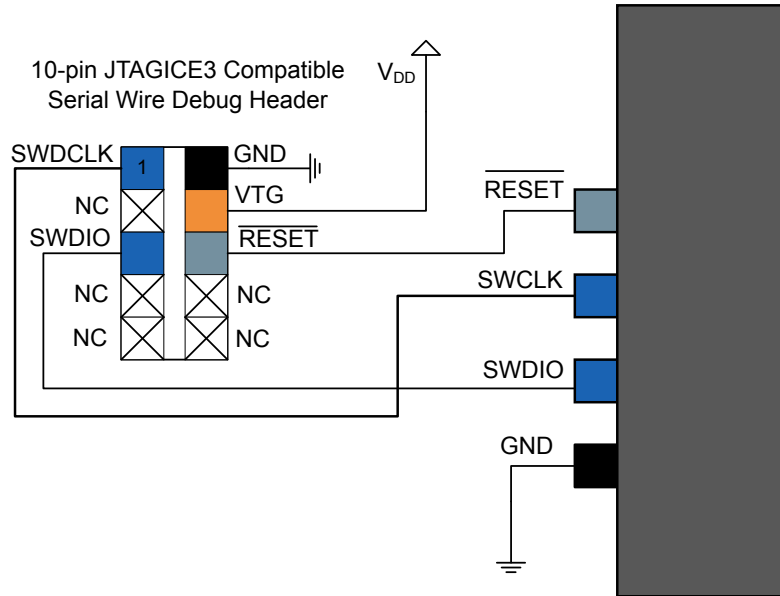 10-pin JTAGICE3 Compatible
Serial Wire Debug Header
VDD
SWDCLK
1
GND
NC
VTG
SWDIO
RESET
NC
NC
NC
NC
RESET
SWCLK
SWDIO
GND